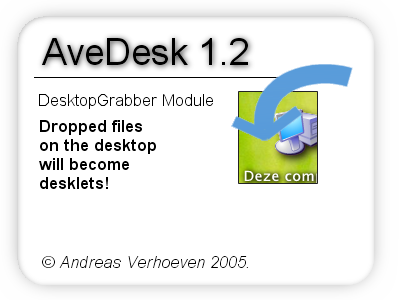 AveDesk 1.2
DesktopGrabber Module
Dropped files
on the desktop
will become
desklets!
Deze com
© Andreas Verhoeven 2005.